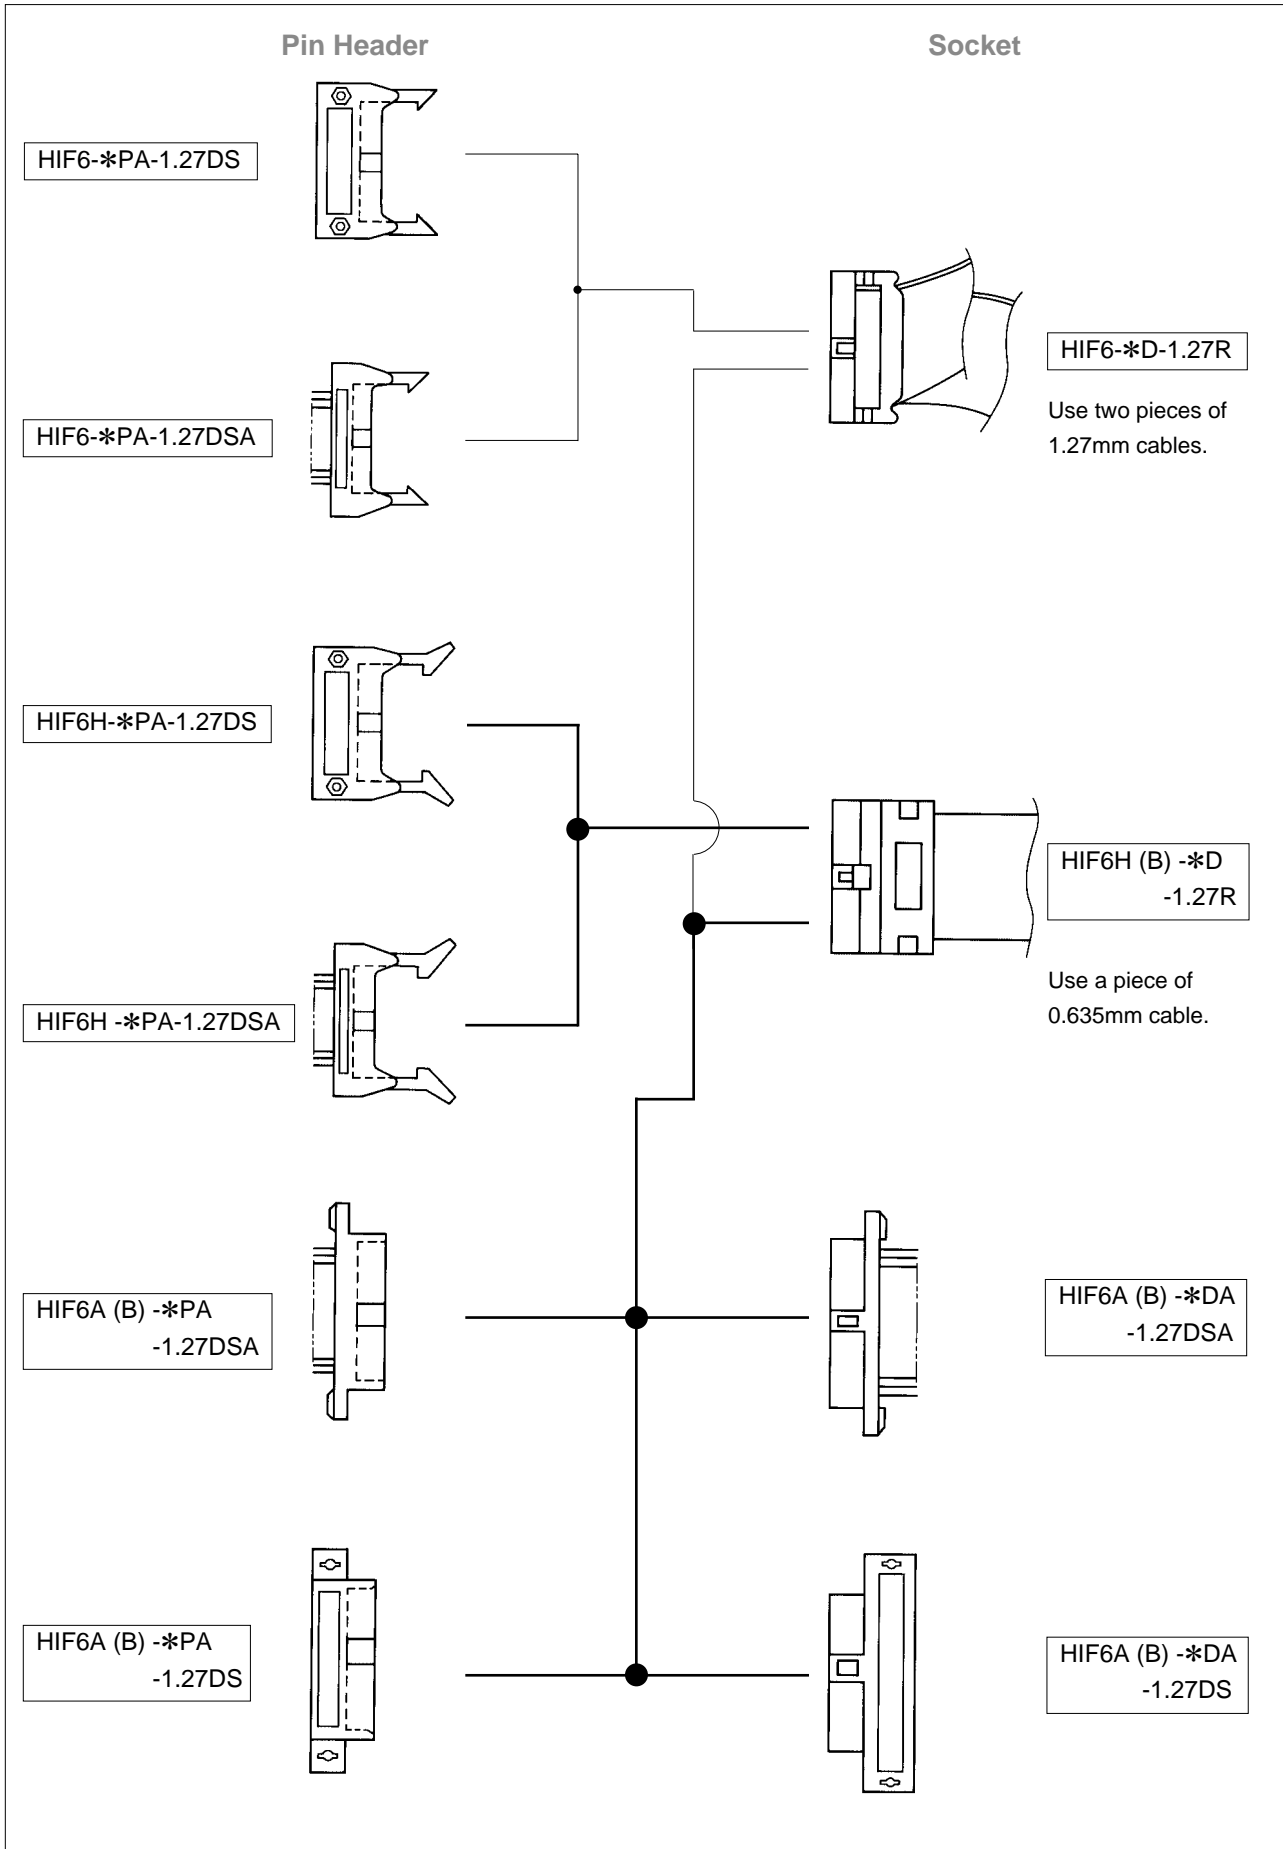 Pin Header
Socket
HIF6-✻PA-1.27DS
HIF6-✻D-1.27R
Use two pieces of
1.27mm cables.
HIF6-✻PA-1.27DSA
HIF6H-✻PA-1.27DS
HIF6H (B) -✻D
-1.27R
Use a piece of
0.635mm cable.
HIF6H -✻PA-1.27DSA
HIF6A (B) -✻PA
-1.27DSA
HIF6A (B) -✻DA
-1.27DSA
HIF6A (B) -✻PA
-1.27DS
HIF6A (B) -✻DA
-1.27DS